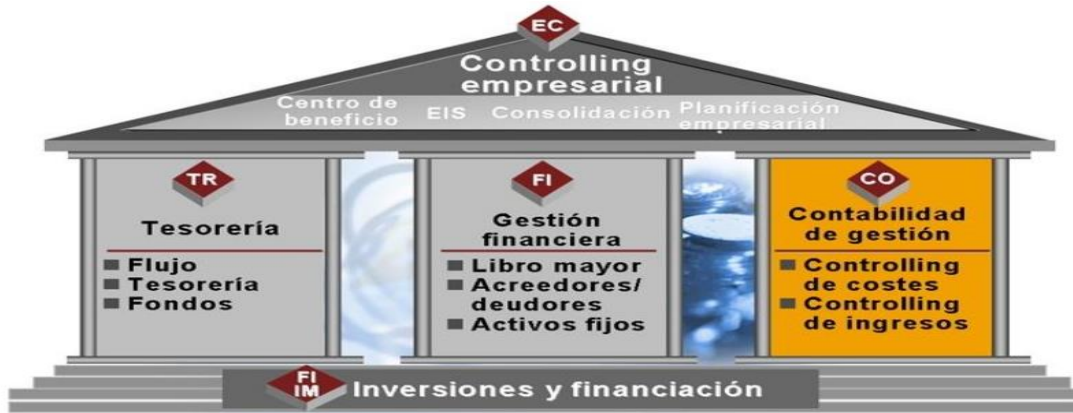 EC
Controlling
empresarial
Centro de
beneficio
EIS
Consolidación
Planificación
empresarial
TR
Tesorería
Flujo
Tesorería
Fondos
FI
Gestión
financiera
Libro mayor
Acreedores/
deudores
Activos fijos
CO
Contabilidad
de gestión
Controlling
de costes
Controlling
de ingresos
FI
IM
Inversiones y financiación